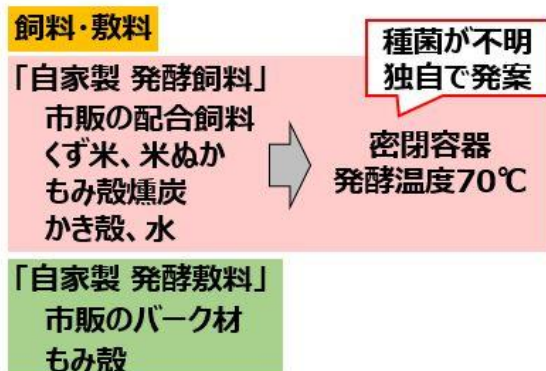 飼料・敷料
種菌が不明
独自で発案
「自家製 発酵飼料」
市販の配合飼料
くず米、米ぬか
もみ殻燻炭
かき殻、水
密閉容器
発酵温度70℃
「自家製 発酵敷料」
市販のバーク材
もみ殻